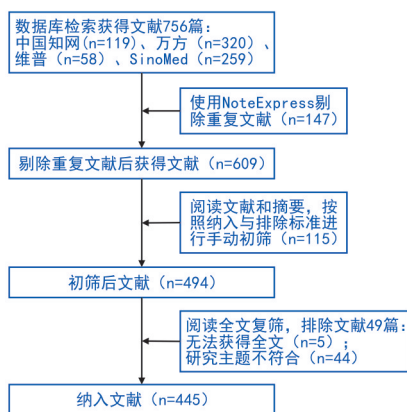 数据库检索获得文献756篇：
中国知网(n=119)、万方（n=320）、
维普（n=58）、SinoMed（n=259）
使用NoteExpress剔
除重复文献（n=147）
剔除重复文献后获得文献（n=609）
阅读文献和摘要，按
照纳入与排除标准进
行手动初筛（n=115）
初筛后文献（n=494）
阅读全文复筛，排除文献49篇：
无法获得全文（n=5）；
研究主题不符合（n=44）
纳入文献（n=445）